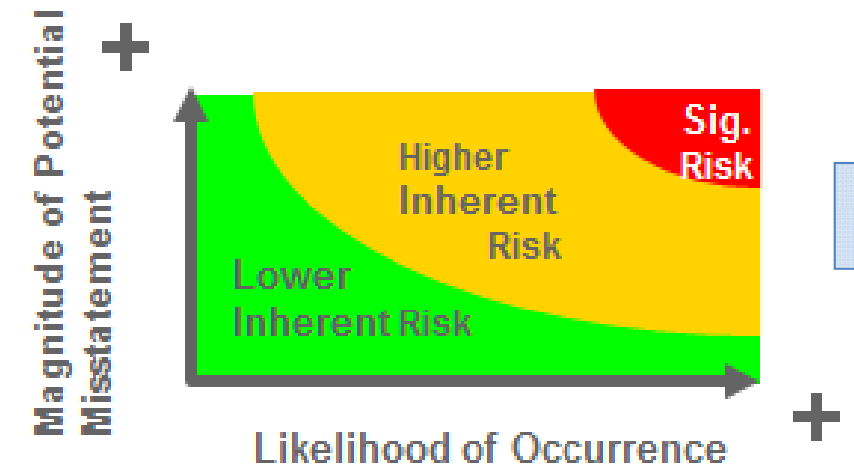 Magnitude of Potential
Misstatement
+
Sig.
Risk
Higher
Inherent
Risk
Lower
Inherent Risk
+
Likelihood of Occurrence